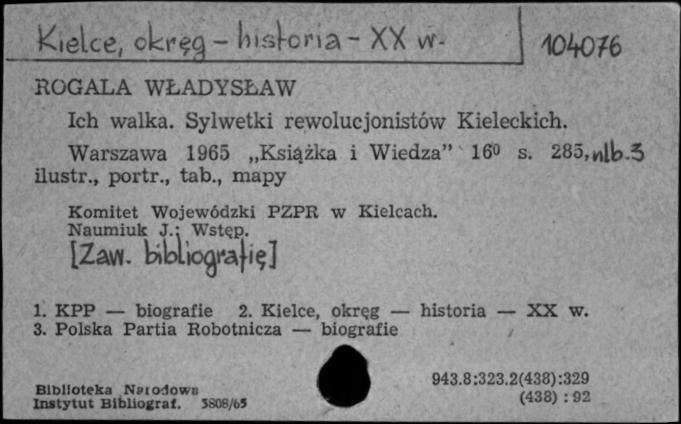 Kielce, okręg - historia - XX w.
104076
ROGALA WŁADYSŁAW
Ich walka. Sylwetki rewolucjonistów Kieleckich.
Warszawa 1965 „Książka i Wiedza” 16⁰ s. 285, nlb. 3
ilustr., portr., tab., mapy
Komitet Wojewódzki PZPR w Kielcach.
Naumiuk J.: Wstęp.
[Zaw. bibliografię]
1. KPP — biografie 2. Kielce, okręg — historia — XX w.
3. Polska Partia Robotnicza — biografie
943.8:323.2(438):329
(438) : 92
Biblioteka Narodowa
Instytut Bibliograf. 5808/65